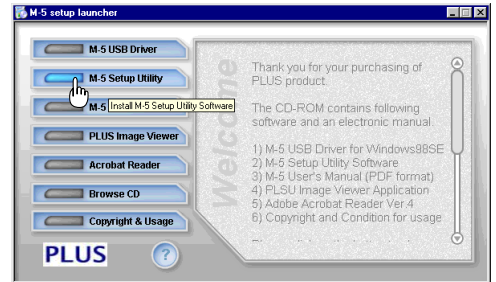 M-5 setup launcher
M-5 USB Driver
M-5 Setup Utility
M-5
Install M-5 Setup Utility Software
PLUS Image Viewer
Acrobat Reader
Browse CD
Copyright & Usage
PLUS
?
Welcome
Thank you for your purchasing of
PLUS product.
The CD-ROM contains following
software and an electronic manual.
1) M-5 USB Driver for Windows98SE
2) M-5 Setup Utility Software
3) M-5 User's Manual (PDF format)
4) PLSU Image Viewer Application
5) Adobe Acrobat Reader Ver.4
6) Copyright and Condition for usage